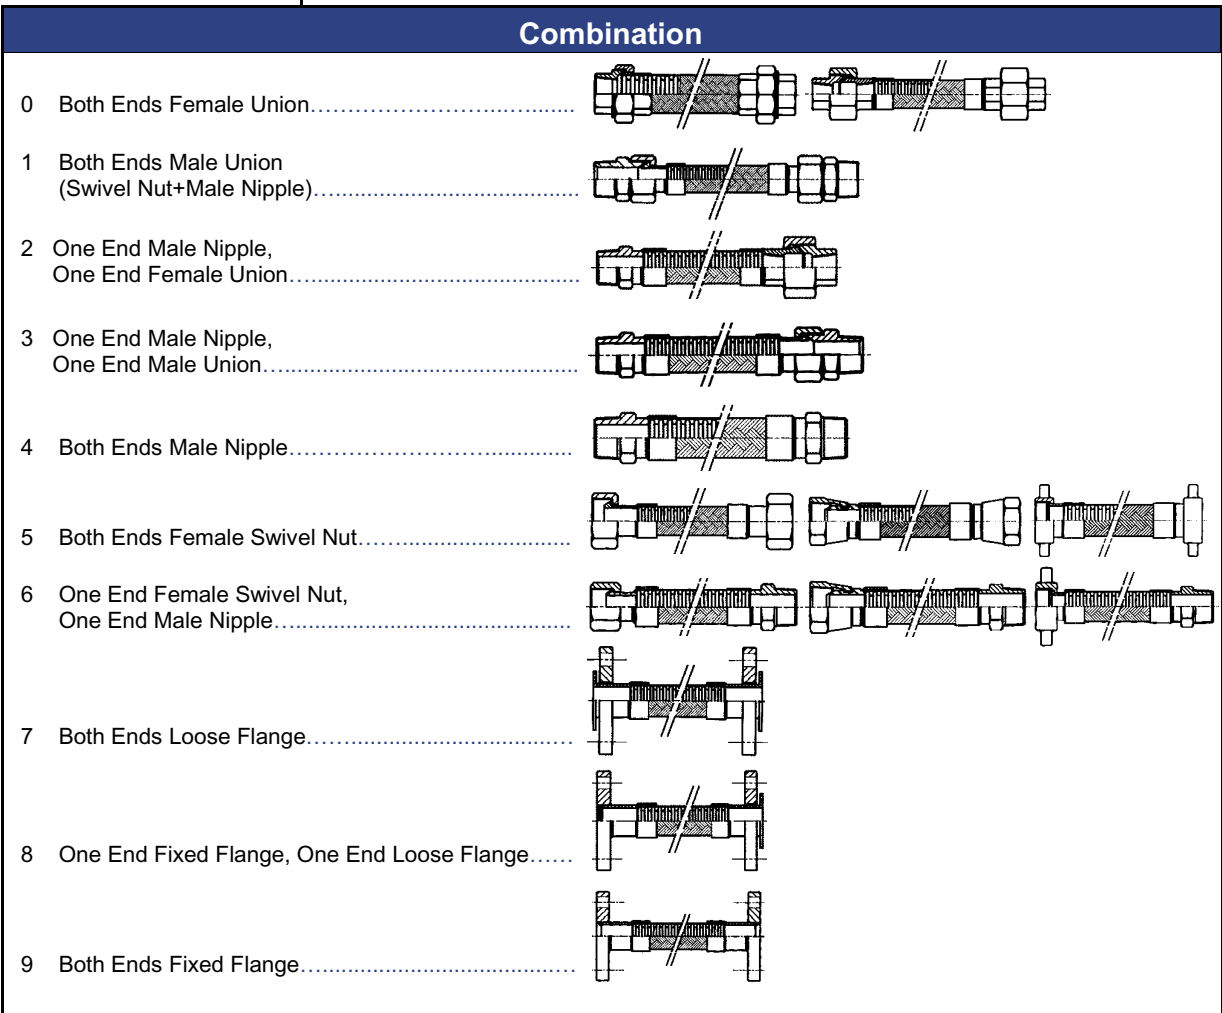 Combination
0 Both Ends Female Union……………………………......
1 Both Ends Male Union
(Swivel Nut+Male Nipple)…......................................…
2 One End Male Nipple,
One End Female Union……………………………………
3 One End Male Nipple,
One End Male Union……..........................................…
4 Both Ends Male Nipple…………………………..............
5 Both Ends Female Swivel Nut……..............................
6 One End Female Swivel Nut,
One End Male Nipple….........................................……
7 Both Ends Loose Flange……....................................…
8 One End Fixed Flange, One End Loose Flange……
9 Both Ends Fixed Flange….....................................……